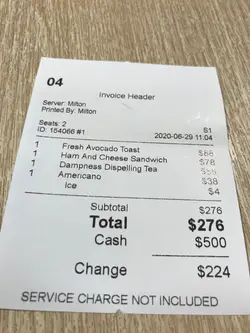 04
Invoice Header
Server: Milton
Printed By: Milton
Seats: 2 S1
ID: 154066 #1 2020-06-29 11:04
1 Fresh Avocado Toast
1 Ham And Cheese Sandwich $78
1 Dampness Dispelling Tea
1 Americano $38
Ice $4
Subtotal $276
Total $276
Cash $500
Change $224
SERVICE CHARGE NOT INCLUDED